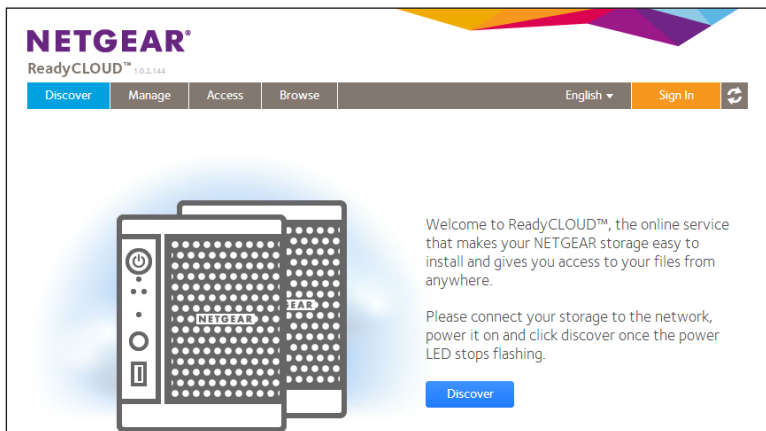 NETGEAR®
ReadyCLOUD™ 1.0.2.144
Discover Manage Access Browse English Sign In
Welcome to ReadyCLOUD™, the online service
that makes your NETGEAR storage easy to
install and gives you access to your files from
anywhere.
Please connect your storage to the network,
power it on and click discover once the power
LED stops flashing.
Discover
NETGEAR
EAR